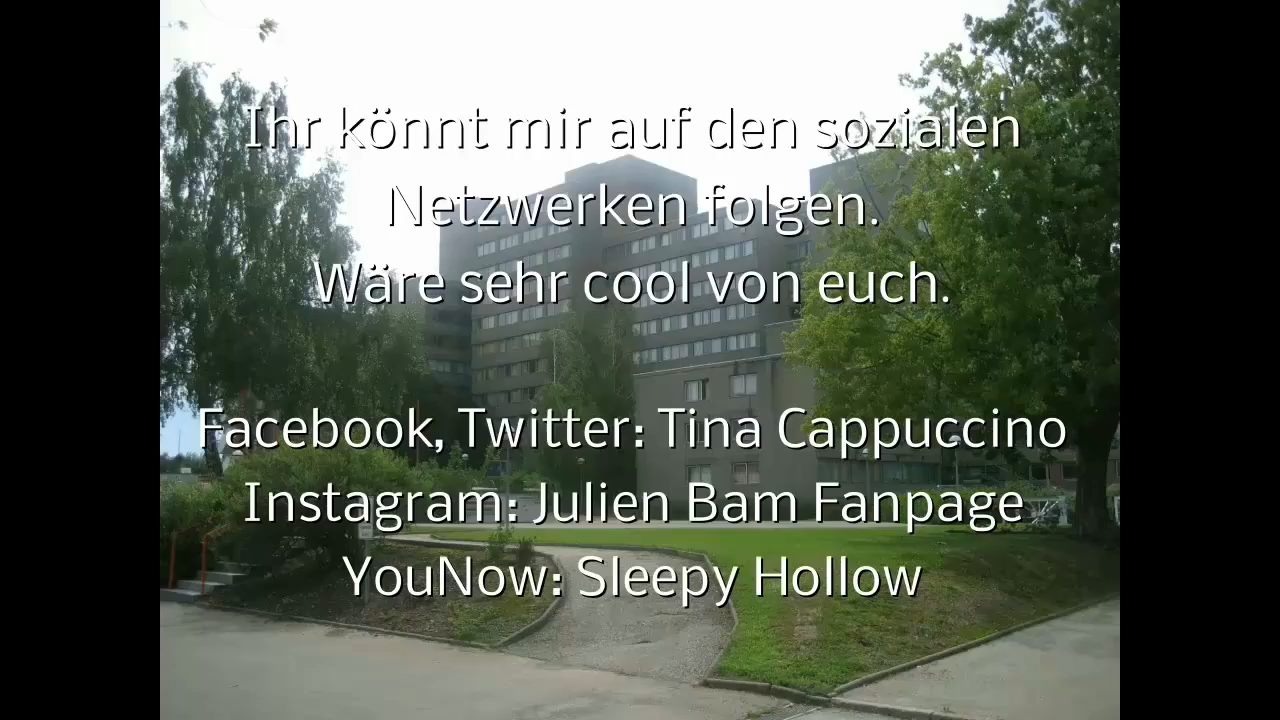 Ihr könnt mir auf den sozialen
Netzwerken folgen.
Wäre sehr cool von euch.
Facebook, Twitter: Tina Cappuccino
Instagram: Julien Bam Fanpage
YouNow: Sleepy Hollow